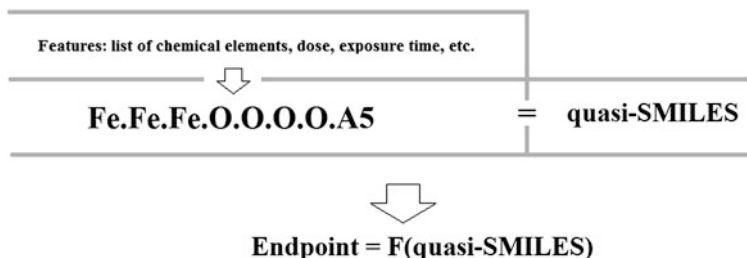 Features: list of chemical elements, dose, exposure time, etc.
Fe.Fe.Fe.O.O.O.O.A5 = quasi-SMILES
Endpoint = F(quasi-SMILES)